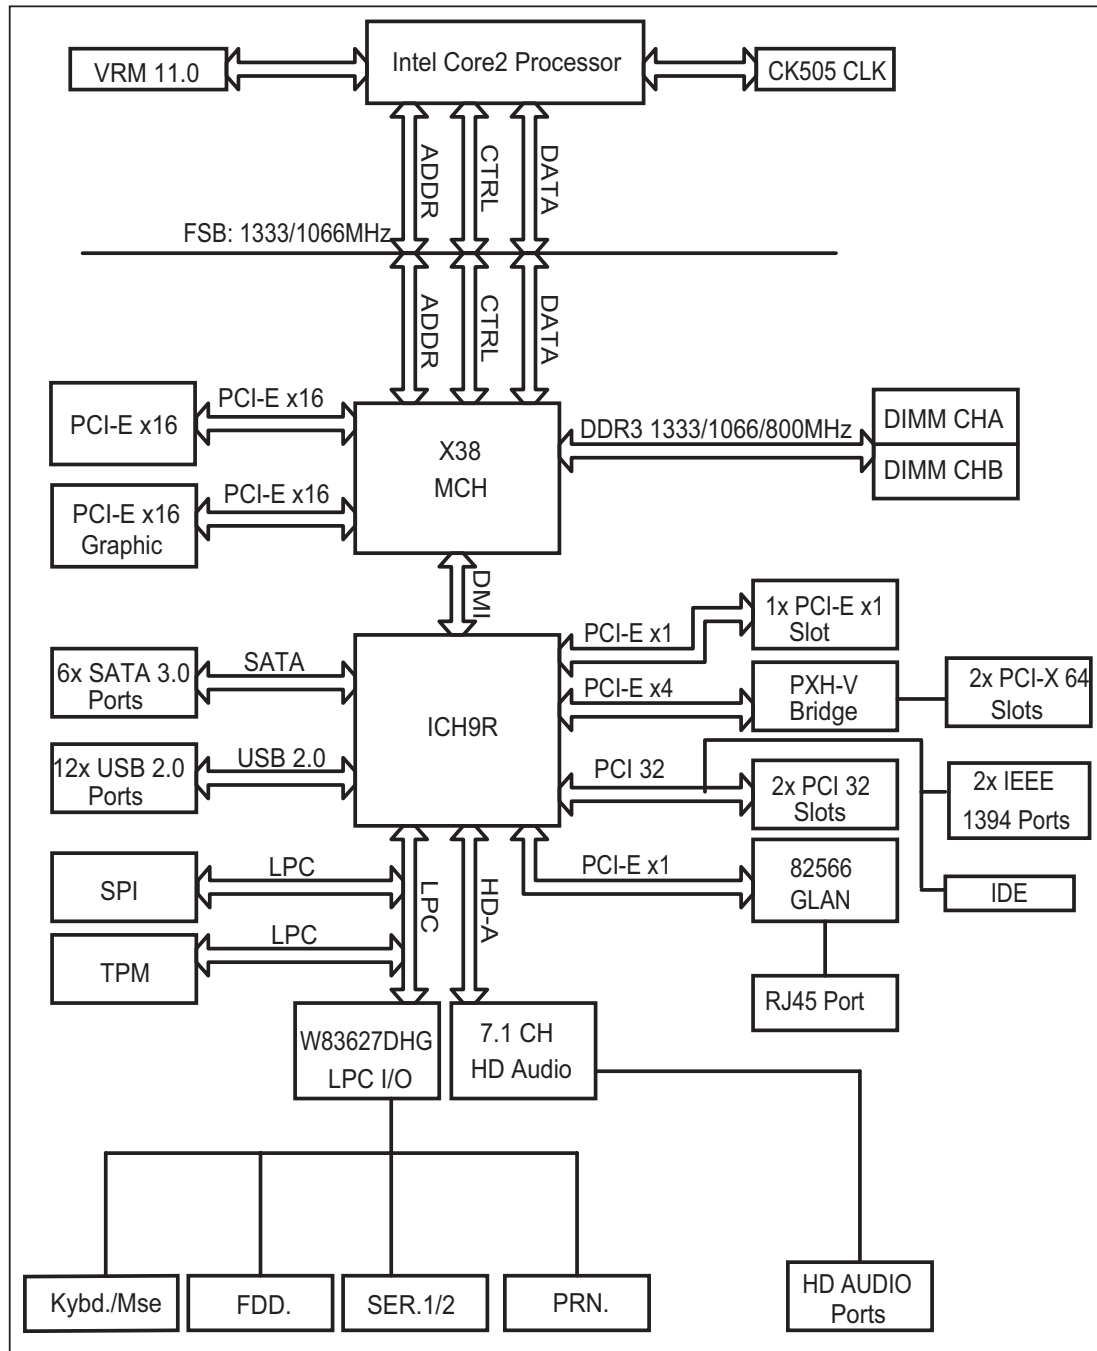 VRM 11.0
Intel Core2 Processor
CK505 CLK
ADDR
CTRL
DATA
FSB: 1333/1066MHz
ADDR
CTRL
DATA
PCI-E x16
PCI-E x16
X38
MCH
DDR3 1333/1066/800MHz
DIMM CHA
DIMM CHB
PCI-E x16
Graphic
PCI-E x16
DMI
6x SATA 3.0
Ports
SATA
ICH9R
PCI-E x1
1x PCI-E x1
Slot
PCI-E x4
PXH-V
Bridge
2x PCI-X 64
Slots
12x USB 2.0
Ports
USB 2.0
PCI 32
2x PCI 32
Slots
2x IEEE
1394 Ports
SPI
LPC
LPC
HD-A
PCI-E x1
82566
GLAN
IDE
TPM
LPC
RJ45 Port
W83627DHG
LPC I/O
7.1 CH
HD Audio
Kybd./Mse
FDD.
SER.1/2
PRN.
HD AUDIO
Ports